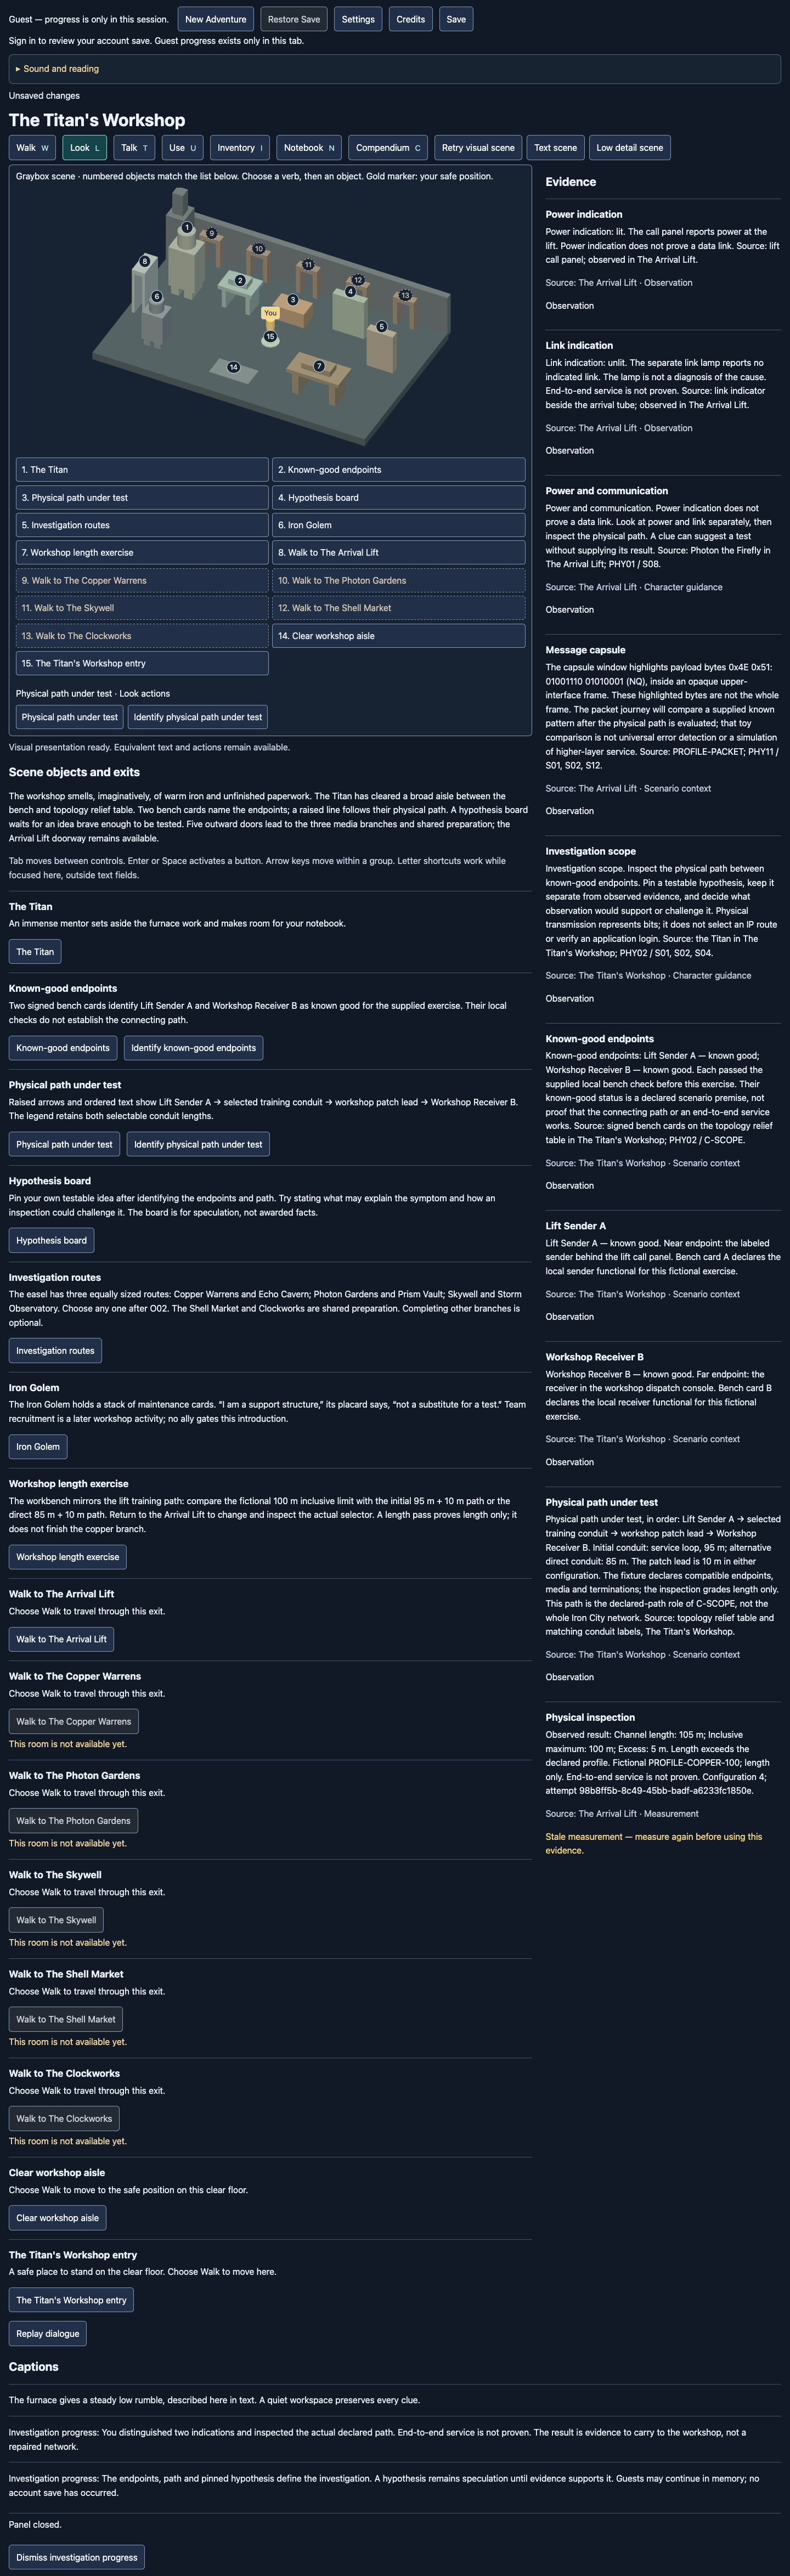 Guest — progress is only in this session.
New Adventure
Restore Save
Settings
Credits
Save
Sign in to review your account save. Guest progress exists only in this tab.
▸ Sound and reading
Unsaved changes
The Titan's Workshop
Walk W
Look L
Talk T
Use U
Inventory I
Notebook N
Compendium C
Retry visual scene
Text scene
Low detail scene
Graybox scene · numbered objects match the list below. Choose a verb, then an object. Gold marker: your safe position.
1
9
10
8
11
2
12
6
3
4
13
You
5
15
14
7
1. The Titan
2. Known-good endpoints
3. Physical path under test
4. Hypothesis board
5. Investigation routes
6. Iron Golem
7. Workshop length exercise
8. Walk to The Arrival Lift
9. Walk to The Copper Warrens
10. Walk to The Photon Gardens
11. Walk to The Skywell
12. Walk to The Shell Market
13. Walk to The Clockworks
14. Clear workshop aisle
15. The Titan's Workshop entry
Physical path under test · Look actions
Physical path under test
Identify physical path under test
Visual presentation ready. Equivalent text and actions remain available.
Scene objects and exits
The workshop smells, imaginatively, of warm iron and unfinished paperwork. The Titan has cleared a broad aisle between the
bench and topology relief table. Two bench cards name the endpoints; a raised line follows their physical path. A hypothesis board
waits for an idea brave enough to be tested. Five outward doors lead to the three media branches and shared preparation; the
Arrival Lift doorway remains available.
Tab moves between controls. Enter or Space activates a button. Arrow keys move within a group. Letter shortcuts work while
focused here, outside text fields.
The Titan
An immense mentor sets aside the furnace work and makes room for your notebook.
The Titan
Known-good endpoints
Two signed bench cards identify Lift Sender A and Workshop Receiver B as known good for the supplied exercise. Their local
checks do not establish the connecting path.
Known-good endpoints
Identify known-good endpoints
Physical path under test
Raised arrows and ordered text show Lift Sender A → selected training conduit → workshop patch lead → Workshop Receiver B.
The legend retains both selectable conduit lengths.
Physical path under test
Identify physical path under test
Hypothesis board
Pin your own testable idea after identifying the endpoints and path. Try stating what may explain the symptom and how an
inspection could challenge it. The board is for speculation, not awarded facts.
Hypothesis board
Investigation routes
The easel has three equally sized routes: Copper Warrens and Echo Cavern; Photon Gardens and Prism Vault; Skywell and Storm
Observatory. Choose any one after O02. The Shell Market and Clockworks are shared preparation. Completing other branches is
optional.
Investigation routes
Iron Golem
The Iron Golem holds a stack of maintenance cards. “I am a support structure,” its placard says, “not a substitute for a test.” Team
recruitment is a later workshop activity; no ally gates this introduction.
Iron Golem
Workshop length exercise
The workbench mirrors the lift training path: compare the fictional 100 m inclusive limit with the initial 95 m + 10 m path or the
direct 85 m + 10 m path. Return to the Arrival Lift to change and inspect the actual selector. A length pass proves length only; it
does not finish the copper branch.
Workshop length exercise
Walk to The Arrival Lift
Choose Walk to travel through this exit.
Walk to The Arrival Lift
Walk to The Copper Warrens
Choose Walk to travel through this exit.
Walk to The Copper Warrens
This room is not available yet.
Walk to The Photon Gardens
Choose Walk to travel through this exit.
Walk to The Photon Gardens
This room is not available yet.
Walk to The Skywell
Choose Walk to travel through this exit.
Walk to The Skywell
This room is not available yet.
Walk to The Shell Market
Choose Walk to travel through this exit.
Walk to The Shell Market
This room is not available yet.
Walk to The Clockworks
Choose Walk to travel through this exit.
Walk to The Clockworks
This room is not available yet.
Clear workshop aisle
Choose Walk to move to the safe position on this clear floor.
Clear workshop aisle
The Titan's Workshop entry
A safe place to stand on the clear floor. Choose Walk to move here.
The Titan's Workshop entry
Replay dialogue
Evidence
Power indication
Power indication: lit. The call panel reports power at the
lift. Power indication does not prove a data link. Source: lift
call panel; observed in The Arrival Lift.
Source: The Arrival Lift · Observation
Observation
Link indication
Link indication: unlit. The separate link lamp reports no
indicated link. The lamp is not a diagnosis of the cause.
End-to-end service is not proven. Source: link indicator
beside the arrival tube; observed in The Arrival Lift.
Source: The Arrival Lift · Observation
Observation
Power and communication
Power and communication. Power indication does not
prove a data link. Look at power and link separately, then
inspect the physical path. A clue can suggest a test
without supplying its result. Source: Photon the Firefly in
The Arrival Lift; PHY01 / S08.
Source: The Arrival Lift · Character guidance
Observation
Message capsule
The capsule window highlights payload bytes 0x4E 0x51:
01001110 01010001 (NQ), inside an opaque upper-
interface frame. These highlighted bytes are not the whole
frame. The packet journey will compare a supplied known
pattern after the physical path is evaluated; that toy
comparison is not universal error detection or a simulation
of higher-layer service. Source: PROFILE-PACKET; PHY11 /
S01, S02, S12.
Source: The Arrival Lift · Scenario context
Observation
Investigation scope
Investigation scope. Inspect the physical path between
known-good endpoints. Pin a testable hypothesis, keep it
separate from observed evidence, and decide what
observation would support or challenge it. Physical
transmission represents bits; it does not select an IP route
or verify an application login. Source: the Titan in The
Titan's Workshop; PHY02 / S01, S02, S04.
Source: The Titan's Workshop · Character guidance
Observation
Known-good endpoints
Known-good endpoints: Lift Sender A — known good;
Workshop Receiver B — known good. Each passed the
supplied local bench check before this exercise. Their
known-good status is a declared scenario premise, not
proof that the connecting path or an end-to-end service
works. Source: signed bench cards on the topology relief
table in The Titan's Workshop; PHY02 / C-SCOPE.
Source: The Titan's Workshop · Scenario context
Observation
Lift Sender A
Lift Sender A — known good. Near endpoint: the labeled
sender behind the lift call panel. Bench card A declares the
local sender functional for this fictional exercise.
Source: The Titan's Workshop · Scenario context
Observation
Workshop Receiver B
Workshop Receiver B — known good. Far endpoint: the
receiver in the workshop dispatch console. Bench card B
declares the local receiver functional for this fictional
exercise.
Source: The Titan's Workshop · Scenario context
Observation
Physical path under test
Physical path under test, in order: Lift Sender A → selected
training conduit → workshop patch lead → Workshop
Receiver B. Initial conduit: service loop, 95 m; alternative
direct conduit: 85 m. The patch lead is 10 m in either
configuration. The fixture declares compatible endpoints,
media and terminations; the inspection grades length only.
This path is the declared-path role of C-SCOPE, not the
whole Iron City network. Source: topology relief table and
matching conduit labels, The Titan's Workshop.
Source: The Titan's Workshop · Scenario context
Observation
Physical inspection
Observed result: Channel length: 105 m; Inclusive
maximum: 100 m; Excess: 5 m. Length exceeds the
declared profile. Fictional PROFILE-COPPER-100; length
only. End-to-end service is not proven. Configuration 4;
attempt 98b8ff5b-8c49-45bb-badf-a6233fc1850e.
Source: The Arrival Lift · Measurement
Stale measurement — measure again before using this
evidence.
Captions
The furnace gives a steady low rumble, described here in text. A quiet workspace preserves every clue.
Investigation progress: You distinguished two indications and inspected the actual declared path. End-to-end service is not proven. The result is evidence to carry to the workshop, not a
repaired network.
Investigation progress: The endpoints, path and pinned hypothesis define the investigation. A hypothesis remains speculation until evidence supports it. Guests may continue in memory; no
account save has occurred.
Panel closed.
Dismiss investigation progress